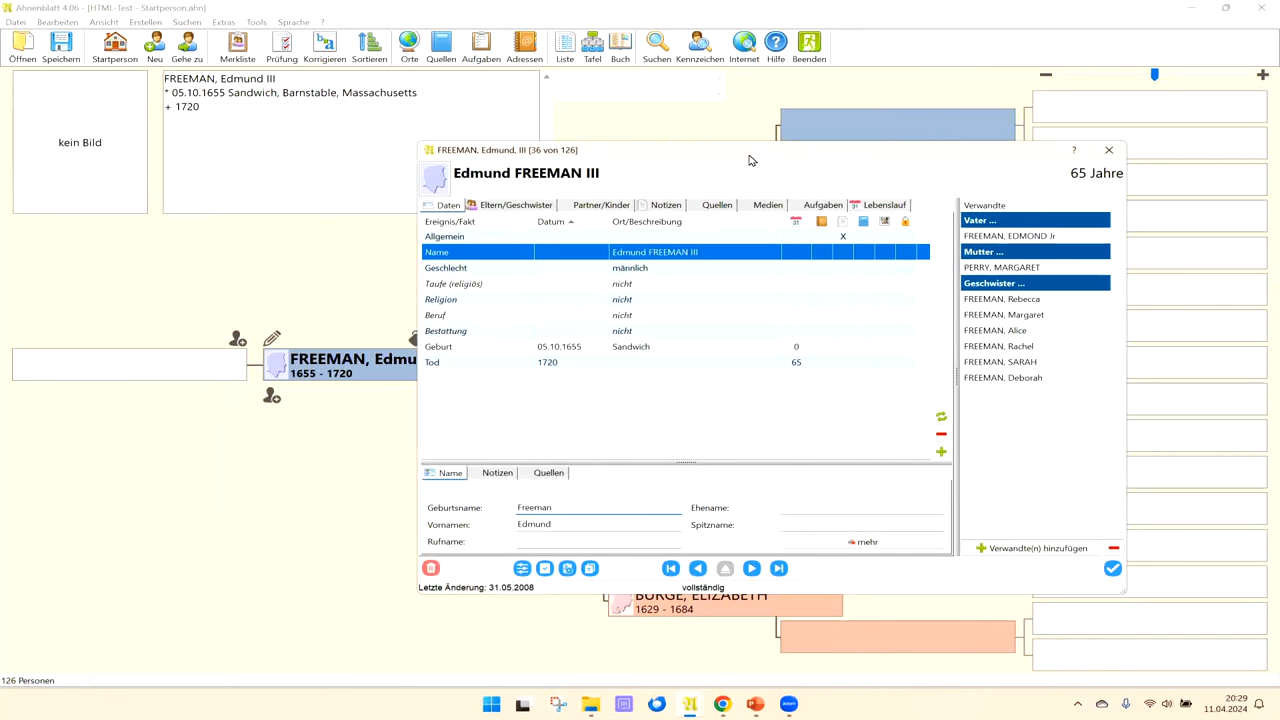 Ahnenblatt 4.06 - [HTML-Test - Startperson.ahn]
Datei Bearbeiten Ansicht Erstellen Suchen Extras Tools Sprache ?
Öffnen Speichern Startperson Neu Gehe zu Merkliste Prüfung Korrigieren Sortieren Orte Quellen Aufgaben Adressen Liste Tafel Buch Suchen Kennzeichen Internet Hilfe Beenden
kein Bild
FREEMAN, Edmund III
* 05.10.1655 Sandwich, Barnstable, Massachusetts
+ 1720
FREEMAN, Edmu
1655 - 1720
FREEMAN, Edmund, III [36 von 126]
?
Edmund FREEMAN III
65 Jahre
Daten Eltern/Geschwister Partner/Kinder Notizen Quellen Medien Aufgaben Lebenslauf
Ereignis/Fakt Datum Ort/Beschreibung
Allgemein X
Name Edmund FREEMAN III
Geschlecht männlich
Taufe (religiös) nicht
Religion nicht
Beruf nicht
Bestattung nicht
Geburt 05.10.1655 Sandwich 0
Tod 1720 65
Verwandte
Vater ...
FREEMAN, EDMOND Jr
Mutter ...
PERRY, MARGARET
Geschwister ...
FREEMAN, Rebecca
FREEMAN, Margaret
FREEMAN, Alice
FREEMAN, Rachel
FREEMAN, SARAH
FREEMAN, Deborah
Name Notizen Quellen
Geburtsname: Freeman Ehename:
Vornamen: Edmund Spitzname:
Rufname: mehr
Verwandte(n) hinzufügen
Letzte Änderung: 31.05.2008 vollständig
BURGE, ELIZABETH
1629 - 1684
126 Personen
20:29
11.04.2024